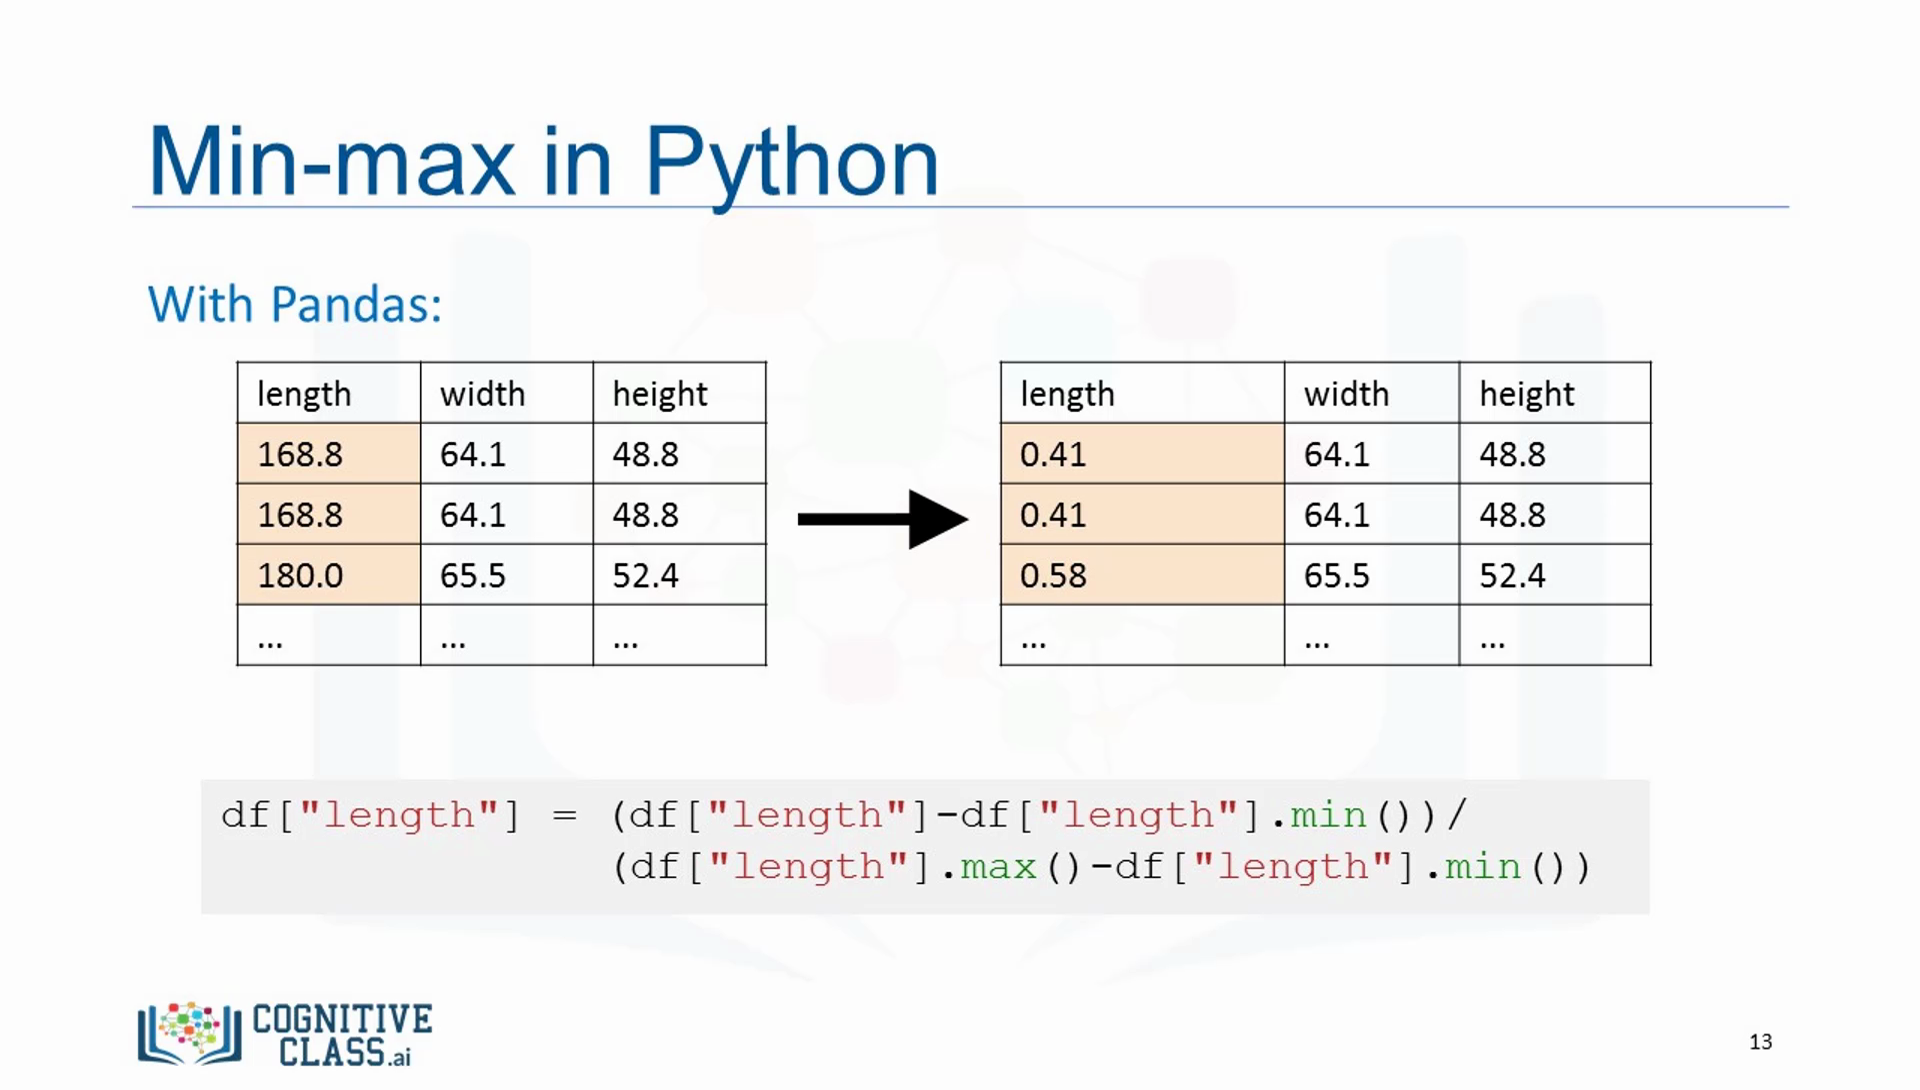 Min-max in Python
With Pandas:
length width height
168.8 64.1 48.8
168.8 64.1 48.8
180.0 65.5 52.4
... ... ...
length width height
0.41 64.1 48.8
0.41 64.1 48.8
0.58 65.5 52.4
... ... ...
df["length"] = (df["length"]-df["length"].min())/
(df["length"].max()-df["length"].min())
COGNITIVE
CLASS.ai
13